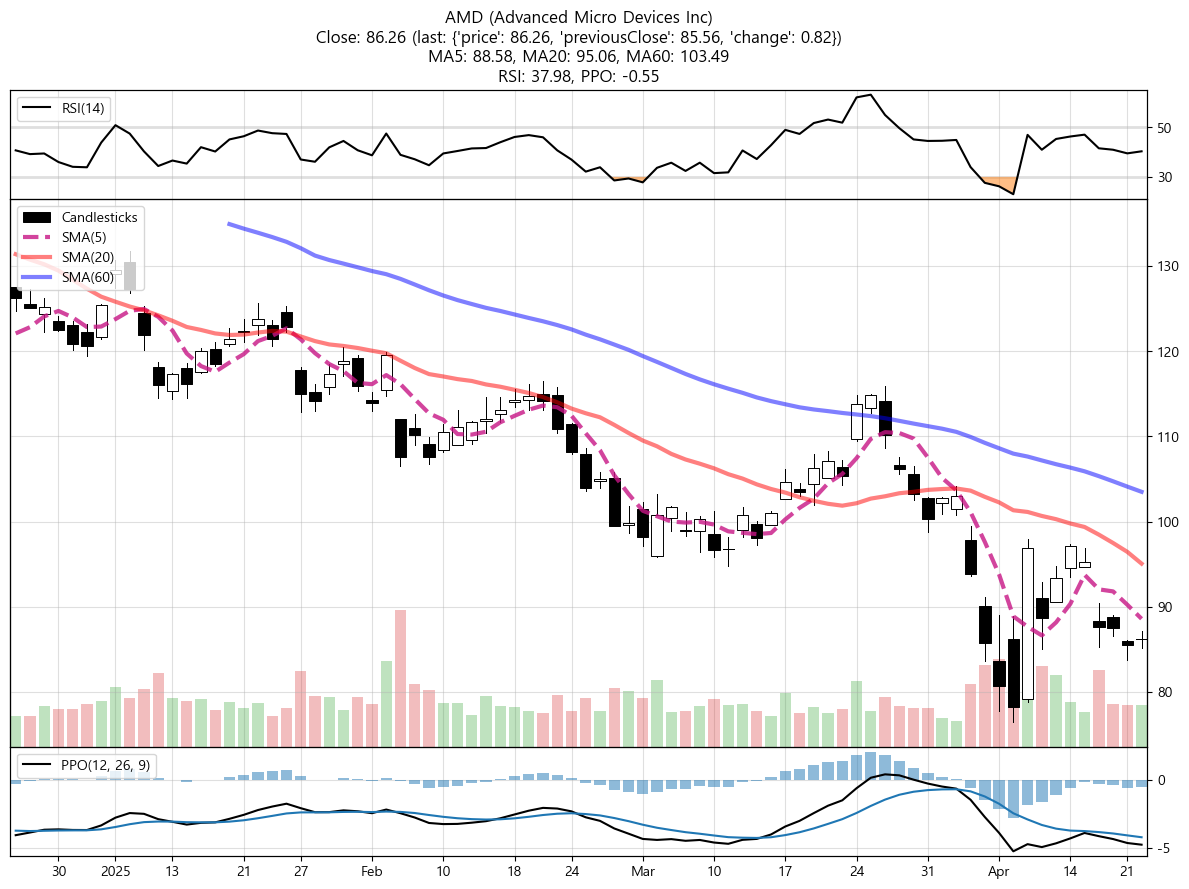 AMD (Advanced Micro Devices Inc)
Close: 86.26 (last: {'price': 86.26, 'previousClose': 85.56, 'change': 0.82})
MA5: 88.58, MA20: 95.06, MA60: 103.49
RSI: 37.98, PPO: -0.55
RSI(14)
50
30
Candlesticks
SMA(5)
SMA(20)
SMA(60)
130
120
110
100
90
80
PPO(12, 26, 9)
0
-5
30 2025 13 21 27 Feb 10 18 24 Mar 10 17 24 31 Apr 14 21